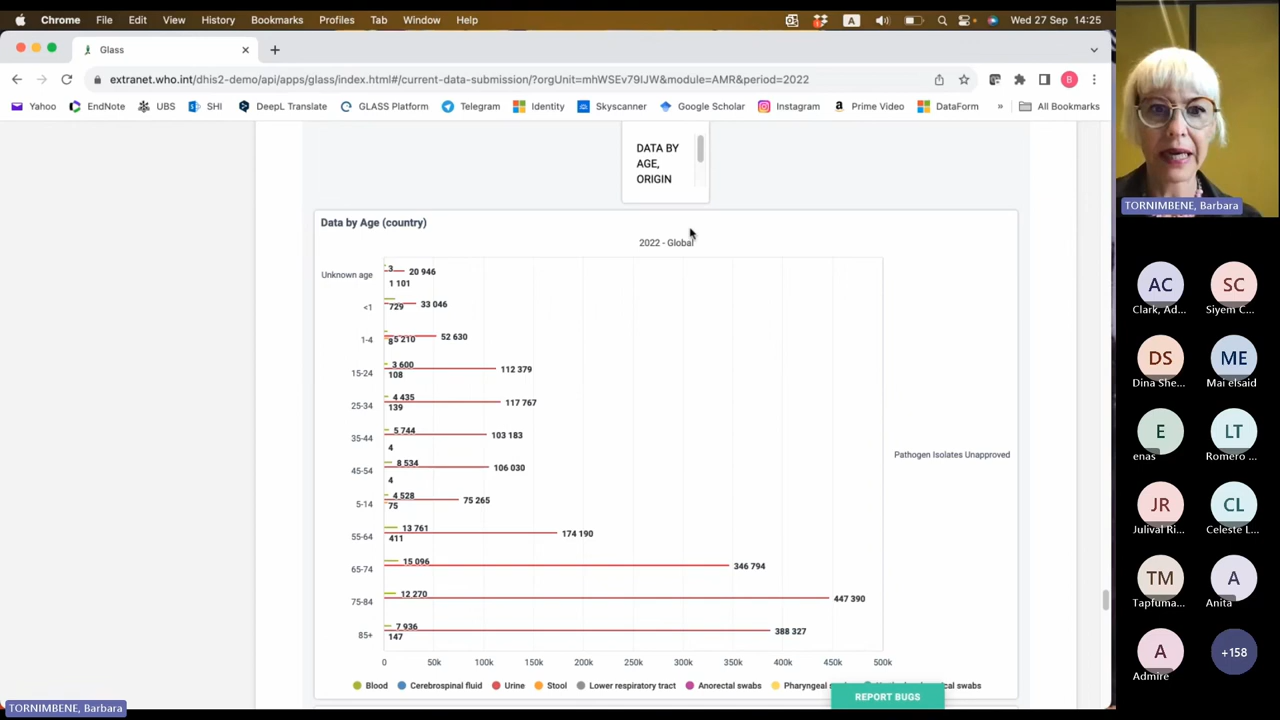 Chrome File Edit View History Bookmarks Profiles Tab Window Help A Wed 27 Sep 14:25
Glass
extranet.who.int/dhis2-demo/api/apps/glass/index.html#/current-data-submission/?orgUnit=mhWSEv79IJW&module=AMR&period=2022 B
Yahoo EndNote UBS SHI DeepL Translate GLASS Platform Telegram Identity Skyscanner Google Scholar Instagram Prime Video DataForm » All Bookmarks
DATA BY
AGE,
ORIGIN
Data by Age (country)
2022 - Global
Unknown age 3 20 946
1 101
<1 729 33 046
1-4 8 5 210 52 630
15-24 3 600 112 379
108
25-34 4 435 117 767
139
35-44 5 744 103 183
4
45-54 8 534 106 030
4
5-14 4 528 75 265
75
55-64 13 761 174 190
411
65-74 15 096 346 794
75-84 12 270 447 390
85+ 7 936 388 327
147
Pathogen Isolates Unapproved
0 50k 100k 150k 200k 250k 300k 350k 400k 450k 500k
Blood Cerebrospinal fluid Urine Stool Lower respiratory tract Anorectal swabs Pharyngeal swabs
REPORT BUGS
TORNIMBENE, Barbara
TORNIMBENE, Barbara
AC SC
Clark, Ad... Siyem C...
DS ME
Dina She... Mai elsaid
E LT
enas Romero ...
JR CL
Julival Ri... Celeste L...
TM A
Tapfuma... Anita
A +158
Admire